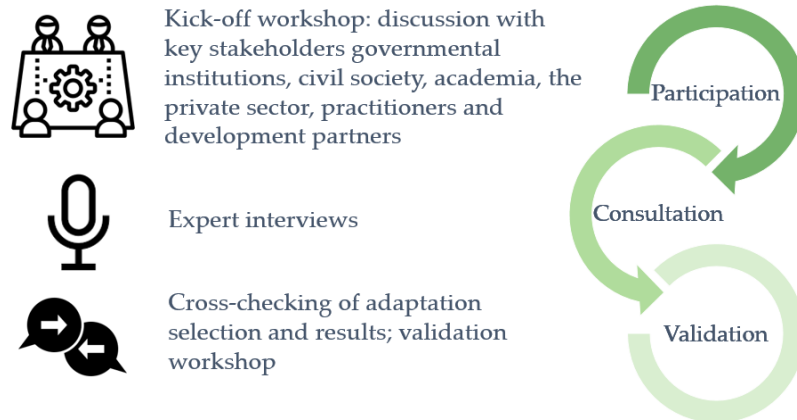 Kick-off workshop: discussion with
key stakeholders governmental
institutions, civil society, academia, the
private sector, practitioners and
development partners
Participation
Expert interviews
Consultation
Cross-checking of adaptation
selection and results; validation
workshop
Validation